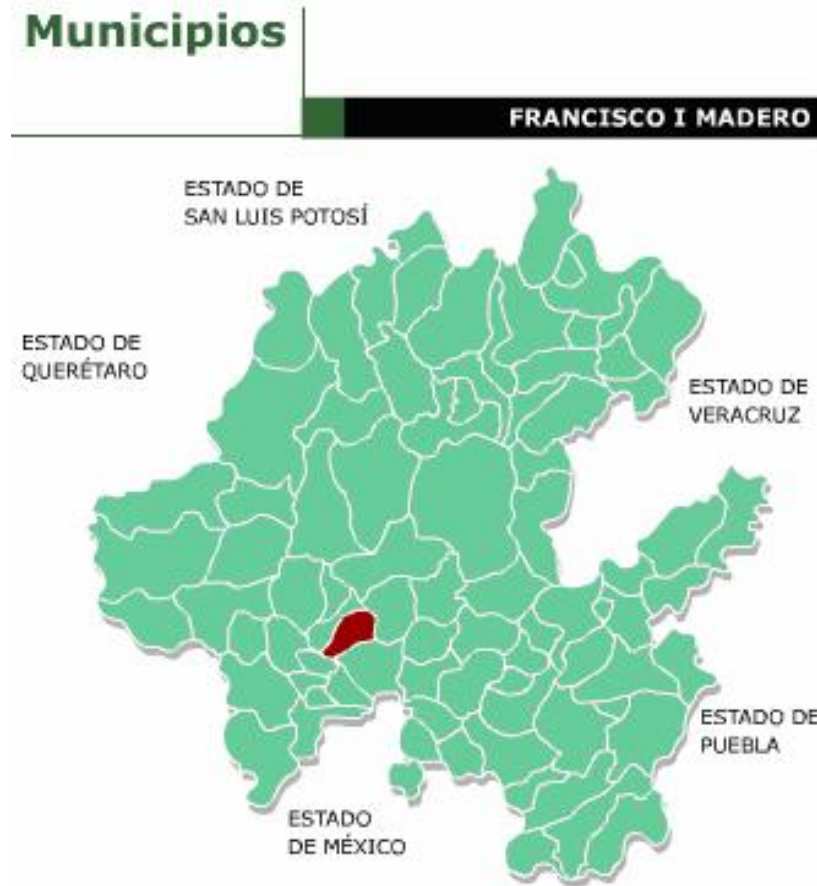 Municipios
FRANCISCO I MADERO
ESTADO DE
SAN LUIS POTOSÍ
ESTADO DE
QUERÉTARO
ESTADO DE
VERACRUZ
ESTADO DE
PUEBLA
ESTADO
DE MÉXICO